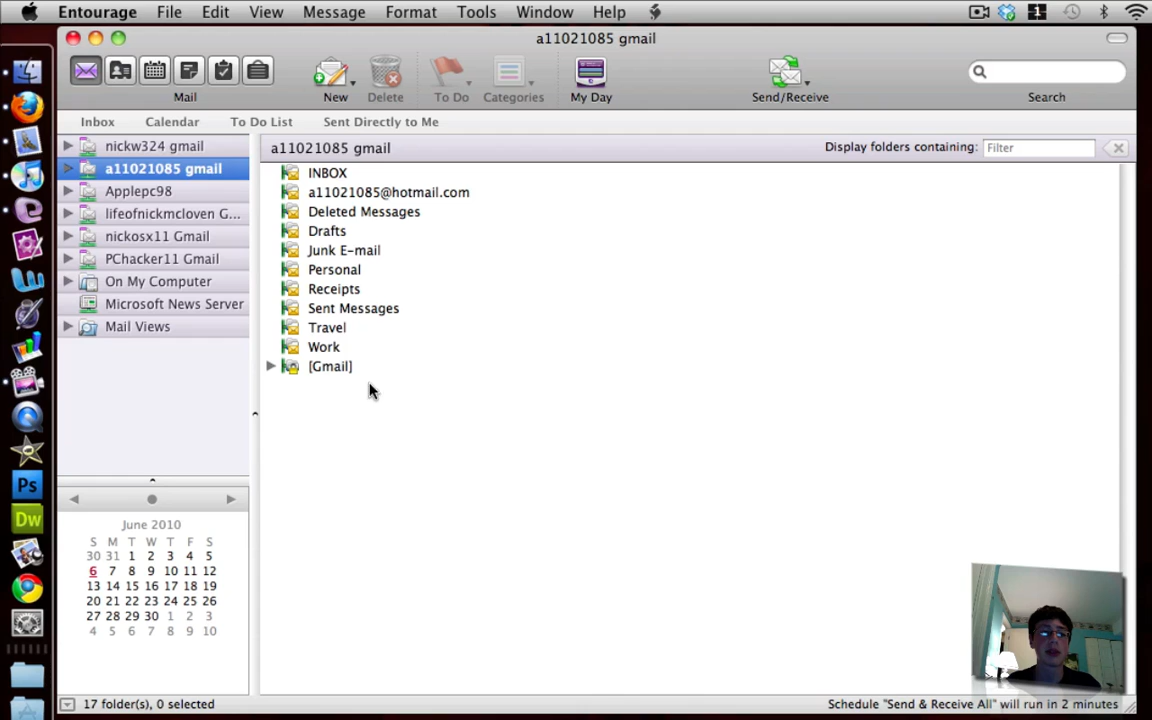 Entourage File Edit View Message Format Tools Window Help
a11021085 gmail
New Delete To Do Categories My Day Send/Receive
Mail Search
Inbox Calendar To Do List Sent Directly to Me
nickw324 gmail
a11021085 gmail
Applepc98
lifeofnickmcloven G...
nickosx11 Gmail
PChacker11 Gmail
On My Computer
Microsoft News Server
Mail Views
a11021085 gmail Display folders containing: Filter
INBOX
a11021085@hotmail.com
Deleted Messages
Drafts
Junk E-mail
Personal
Receipts
Sent Messages
Travel
Work
[Gmail]
June 2010
S M T W T F S
30 31 1 2 3 4 5
6 7 8 9 10 11 12
13 14 15 16 17 18 19
20 21 22 23 24 25 26
27 28 29 30 1 2 3
4 5 6 7 8 9 10
Ps
Dw
17 folder(s), 0 selected
Schedule "Send & Receive All" will run in 2 minutes